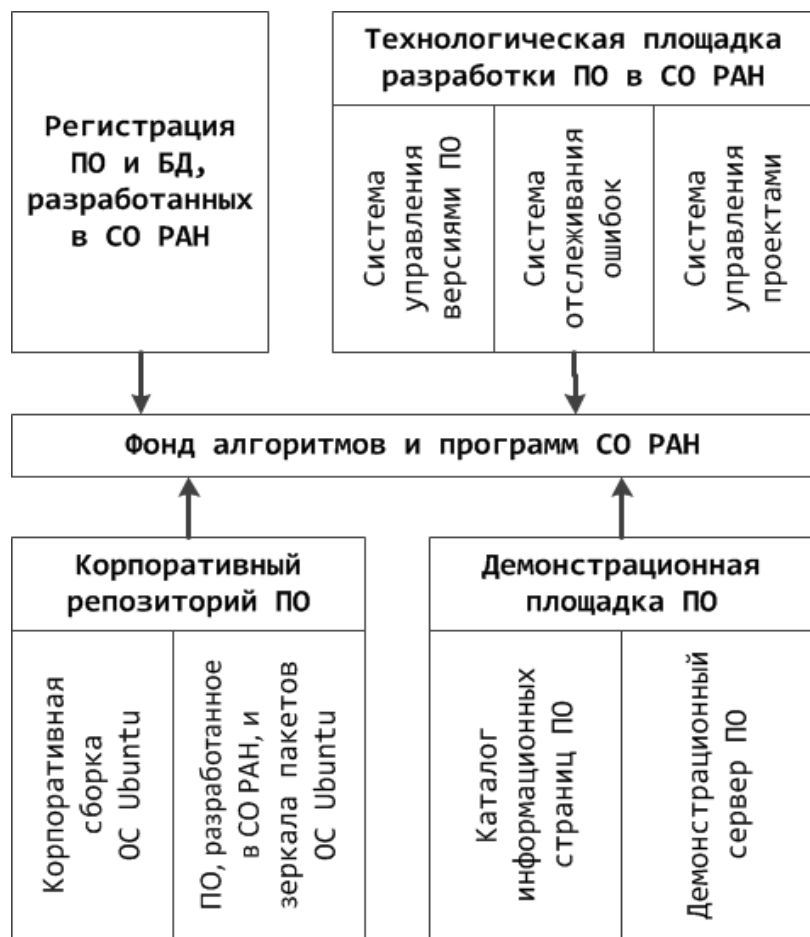 Регистрация
ПО и БД,
разработанных
в СО РАН
Технологическая площадка
разработки ПО в СО РАН
Система
управления
версиями ПО
Система
отслеживания
ошибок
Система
управления
проектами
Фонд алгоритмов и программ СО РАН
Корпоративный
репозиторий ПО
Корпоративная
сборка
ОС Ubuntu
ПО, разработанное
в СО РАН, и
зеркала пакетов
ОС Ubuntu
Демонстрационная
площадка ПО
Каталог
информационных
страниц ПО
Демонстрационный
сервер ПО